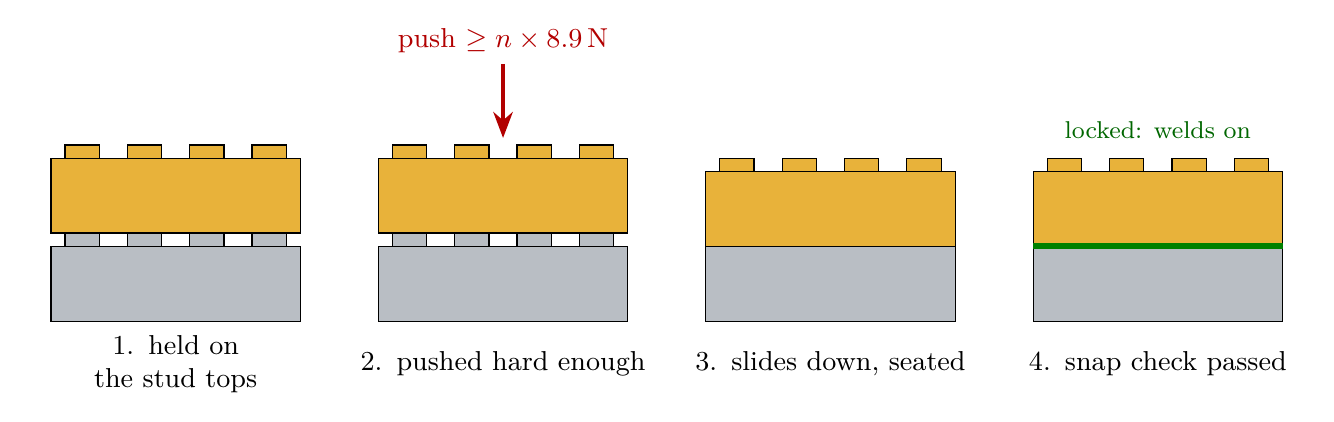 push ≥ n × 8.9 N
locked: welds on
1. held on
the stud tops
2. pushed hard enough
3. slides down, seated
4. snap check passed